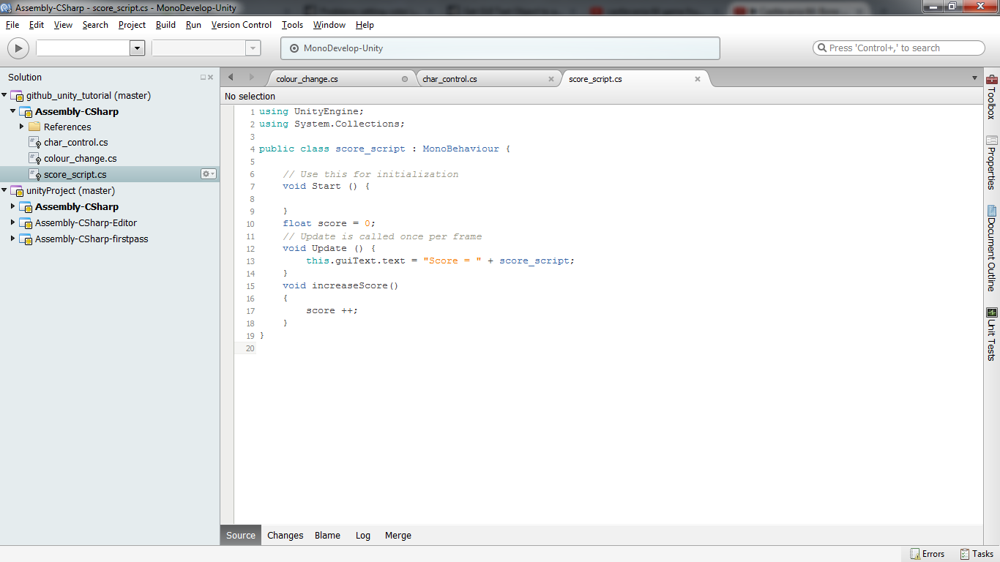 Assembly-CSharp - score_script.cs - MonoDevelop-Unity
File Edit View Search Project Build Run Version Control Tools Window Help
MonoDevelop-Unity
Press 'Control+,' to search
Solution
github_unity_tutorial (master)
Assembly-CSharp
References
char_control.cs
colour_change.cs
score_script.cs
unityProject (master)
Assembly-CSharp
Assembly-CSharp-Editor
Assembly-CSharp-firstpass
colour_change.cs char_control.cs score_script.cs
No selection
1 using UnityEngine;
2 using System.Collections;
3
4 public class score_script : MonoBehaviour {
5
6 // Use this for initialization
7 void Start () {
8
9 }
10 float score = 0;
11 // Update is called once per frame
12 void Update () {
13 this.guiText.text = "Score = " + score_script;
14 }
15 void increaseScore()
16 {
17 score ++;
18 }
19 }
20
Source Changes Blame Log Merge
Toolbox
Properties
Document Outline
Unit Tests
Errors Tasks